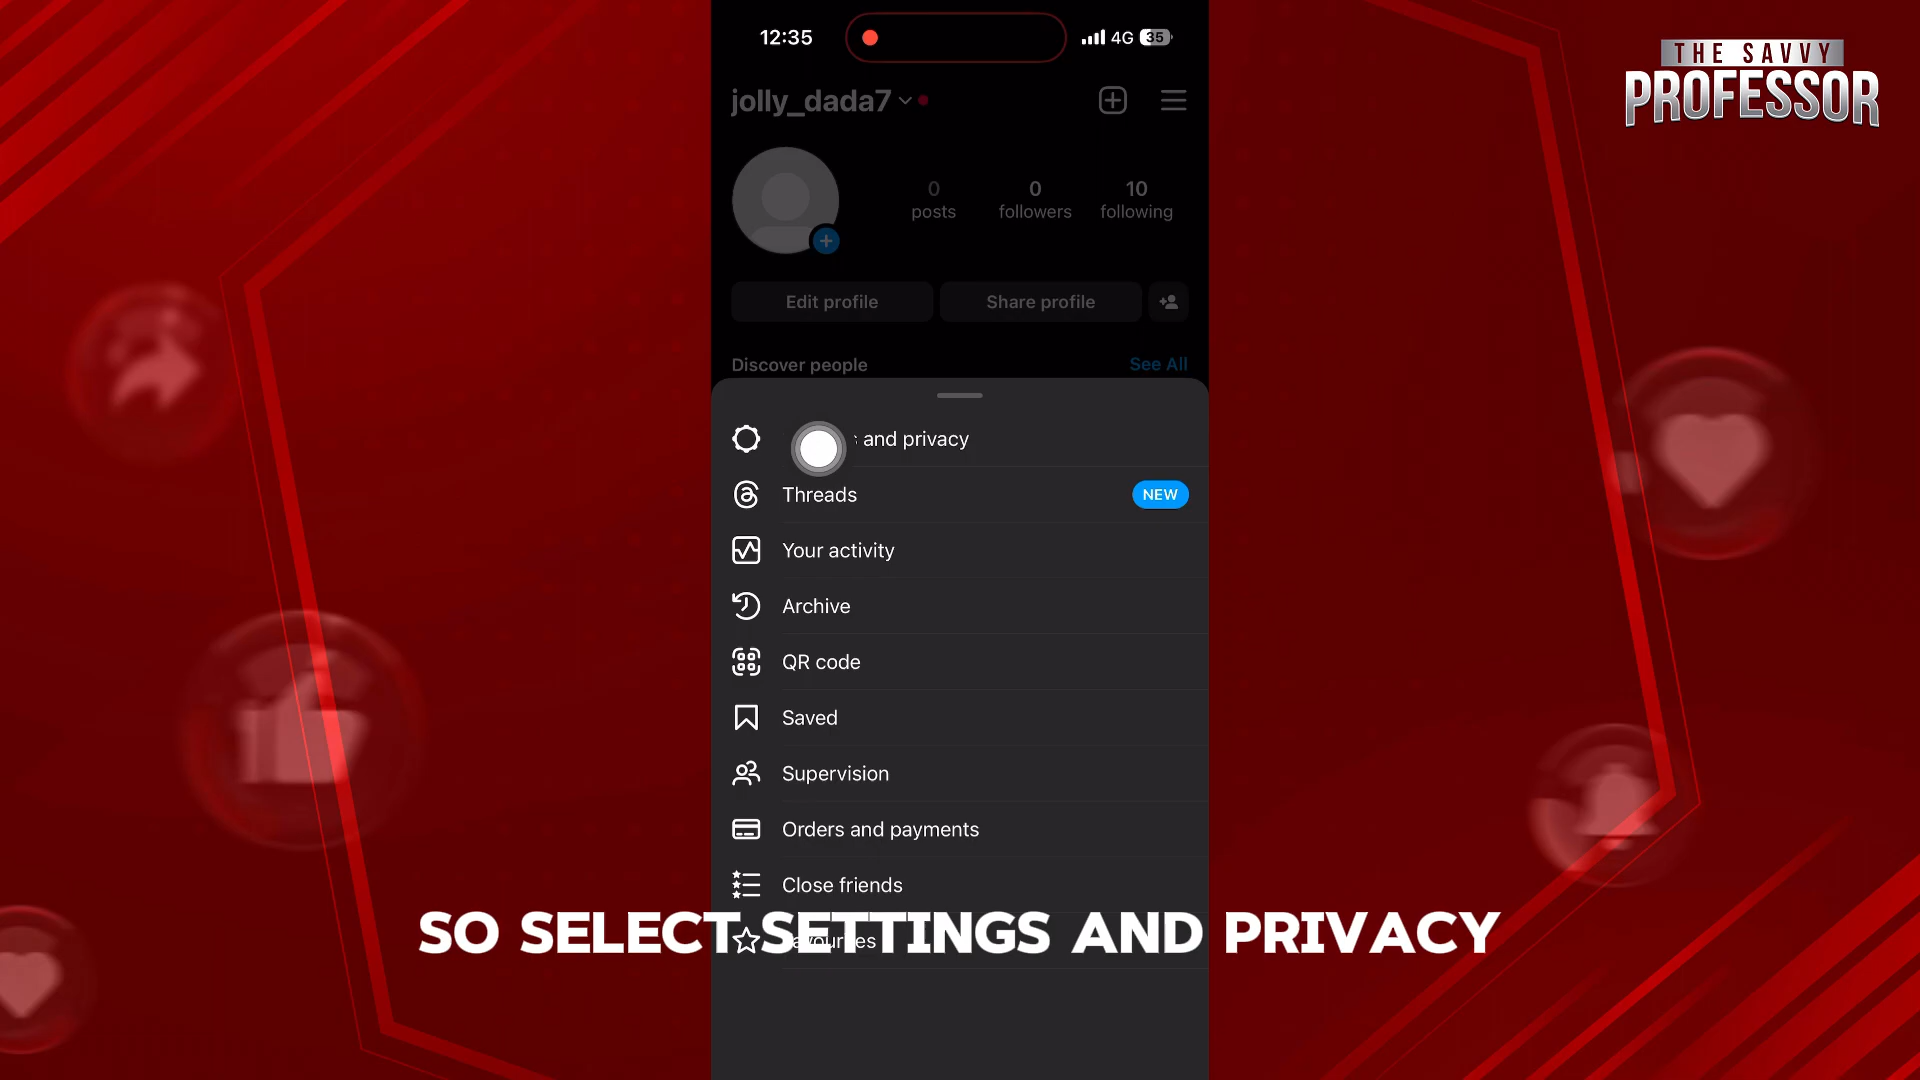 THE SAVVY
PROFESSOR
12:35
4G 35
jolly_dada7
0 posts
0 followers
10 following
Edit profile
Share profile
Discover people
See All
and privacy
Threads
NEW
Your activity
Archive
QR code
Saved
Supervision
Orders and payments
Close friends
SO SELECT SETTINGS AND PRIVACY